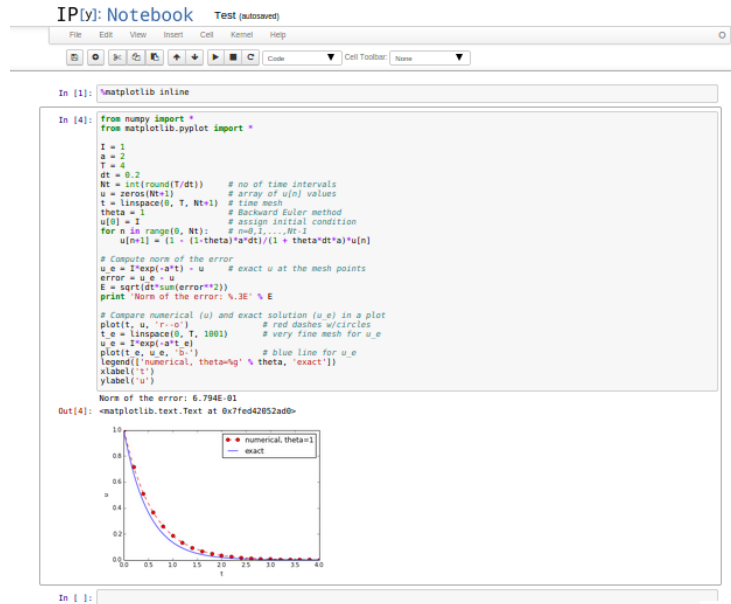 IP[y]: Notebook Test (autosaved)
File Edit View Insert Cell Kernel Help
Code Cell Toolbar: None
In [1]: %matplotlib inline
In [4]: from numpy import *
from matplotlib.pyplot import *
I = 1
a = 2
T = 4
dt = 0.2
Nt = int(round(T/dt)) # no of time intervals
u = zeros(Nt+1) # array of u[n] values
t = linspace(0, T, Nt+1) # time mesh
theta = 1 # Backward Euler method
u[0] = I # assign initial condition
for n in range(0, Nt): # n=0,1,...,Nt-1
u[n+1] = (1 - (1-theta)*a*dt)/(1 + theta*dt*a)*u[n]
# Compute norm of the error
u_e = I*exp(-a*t) - u # exact u at the mesh points
error = u_e - u
E = sqrt(dt*sum(error**2))
print 'Norm of the error: %.3E' % E
# Compare numerical (u) and exact solution (u_e) in a plot
plot(t, u, 'r--o') # red dashes w/circles
t_e = linspace(0, T, 1001) # very fine mesh for u_e
u_e = I*exp(-a*t_e)
plot(t_e, u_e, 'b-') # blue line for u_e
legend(['numerical, theta=%g' % theta, 'exact'])
xlabel('t')
ylabel('u')
Norm of the error: 6.794E-01
Out[4]: <matplotlib.text.Text at 0x7fed42052ad0>
1.0
numerical, theta=1
exact
0.8
0.6
u
0.4
0.2
0.0
0.0 0.5 1.0 1.5 2.0 2.5 3.0 3.5 4.0
t
In [ ]: